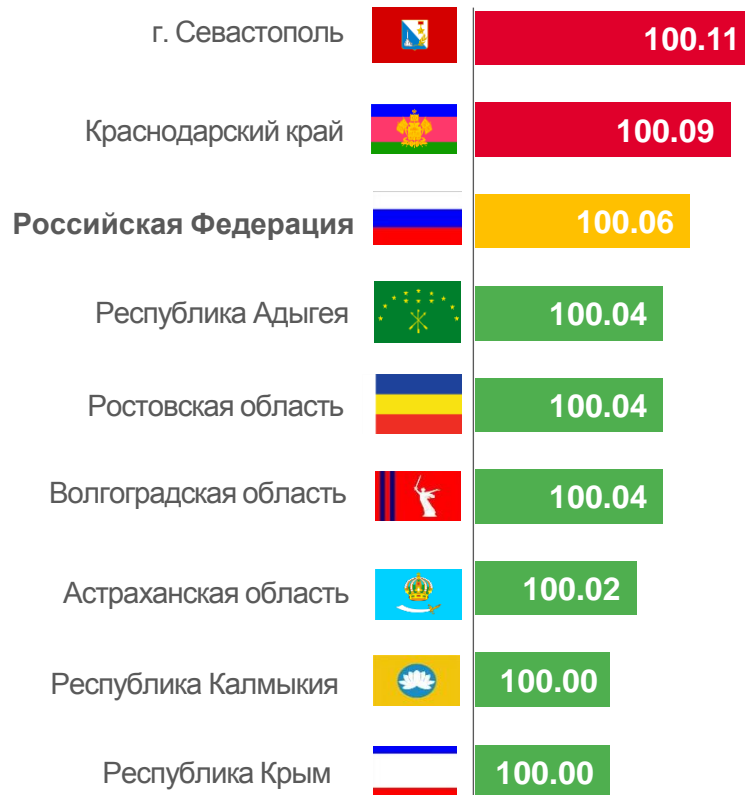 г. Севастополь 100.11
Краснодарский край 100.09
Российская Федерация 100.06
Республика Адыгея 100.04
Ростовская область 100.04
Волгоградская область 100.04
Астраханская область 100.02
Республика Калмыкия 100.00
Республика Крым 100.00